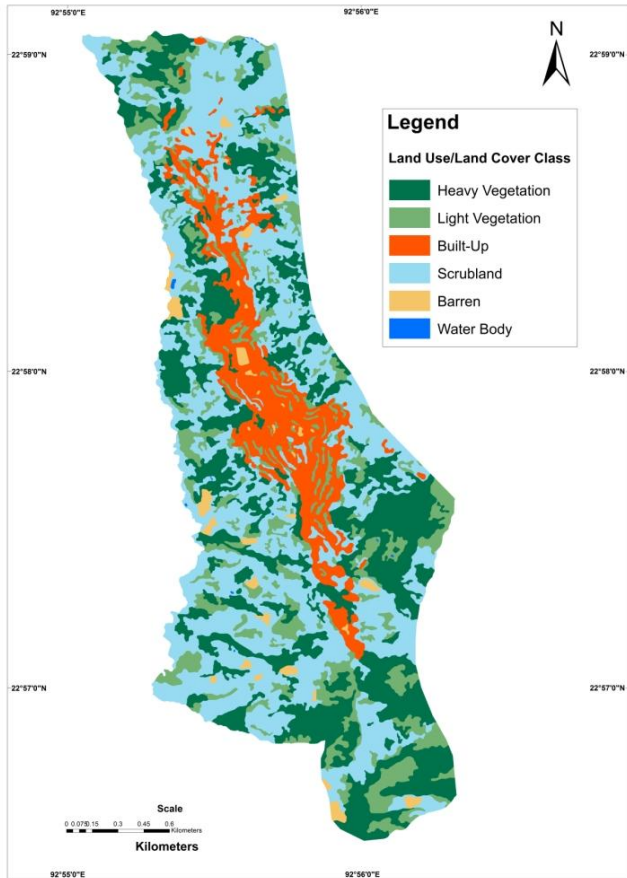 92°55'0"E 92°56'0"E
22°59'0"N 22°59'0"N
N
Legend
Land Use/Land Cover Class
Heavy Vegetation
Light Vegetation
Built-Up
Scrubland
Barren
Water Body
22°58'0"N 22°58'0"N
22°57'0"N 22°57'0"N
Scale
0 0.075 0.15 0.3 0.45 0.6
Kilometers
Kilometers
92°55'0"E 92°56'0"E